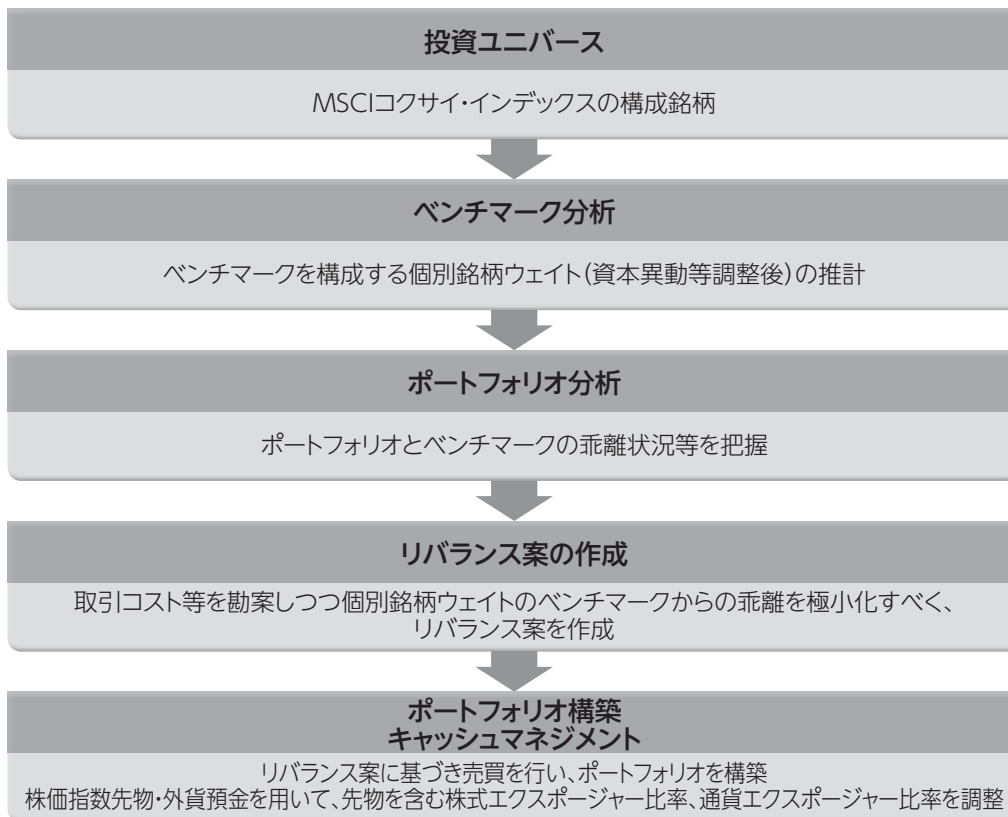 投資ユニバース
MSCIコクサイ・インデックスの構成銘柄
ベンチマーク分析
ベンチマークを構成する個別銘柄ウェイト(資本異動等調整後)の推計
ポートフォリオ分析
ポートフォリオとベンチマークの乖離状況等を把握
リバランス案の作成
取引コスト等を勘案しつつ個別銘柄ウェイトのベンチマークからの乖離を極小化すべく、
リバランス案を作成
ポートフォリオ構築
キャッシュマネジメント
リバランス案に基づき売買を行い、ポートフォリオを構築
株価指数先物・外貨預金を用いて、先物を含む株式エクスポージャー比率、通貨エクスポージャー比率を調整